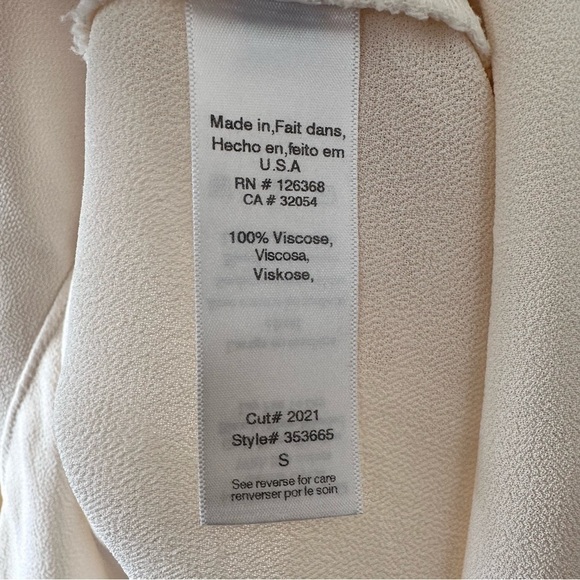 Made in,Fait dans,
Hecho en,feito em
U.S.A
RN # 126368
CA # 32054
100% Viscose,
Viscosa,
Viskose,
Cut# 2021
Style# 353665
S
See reverse for care
renverser por le soin